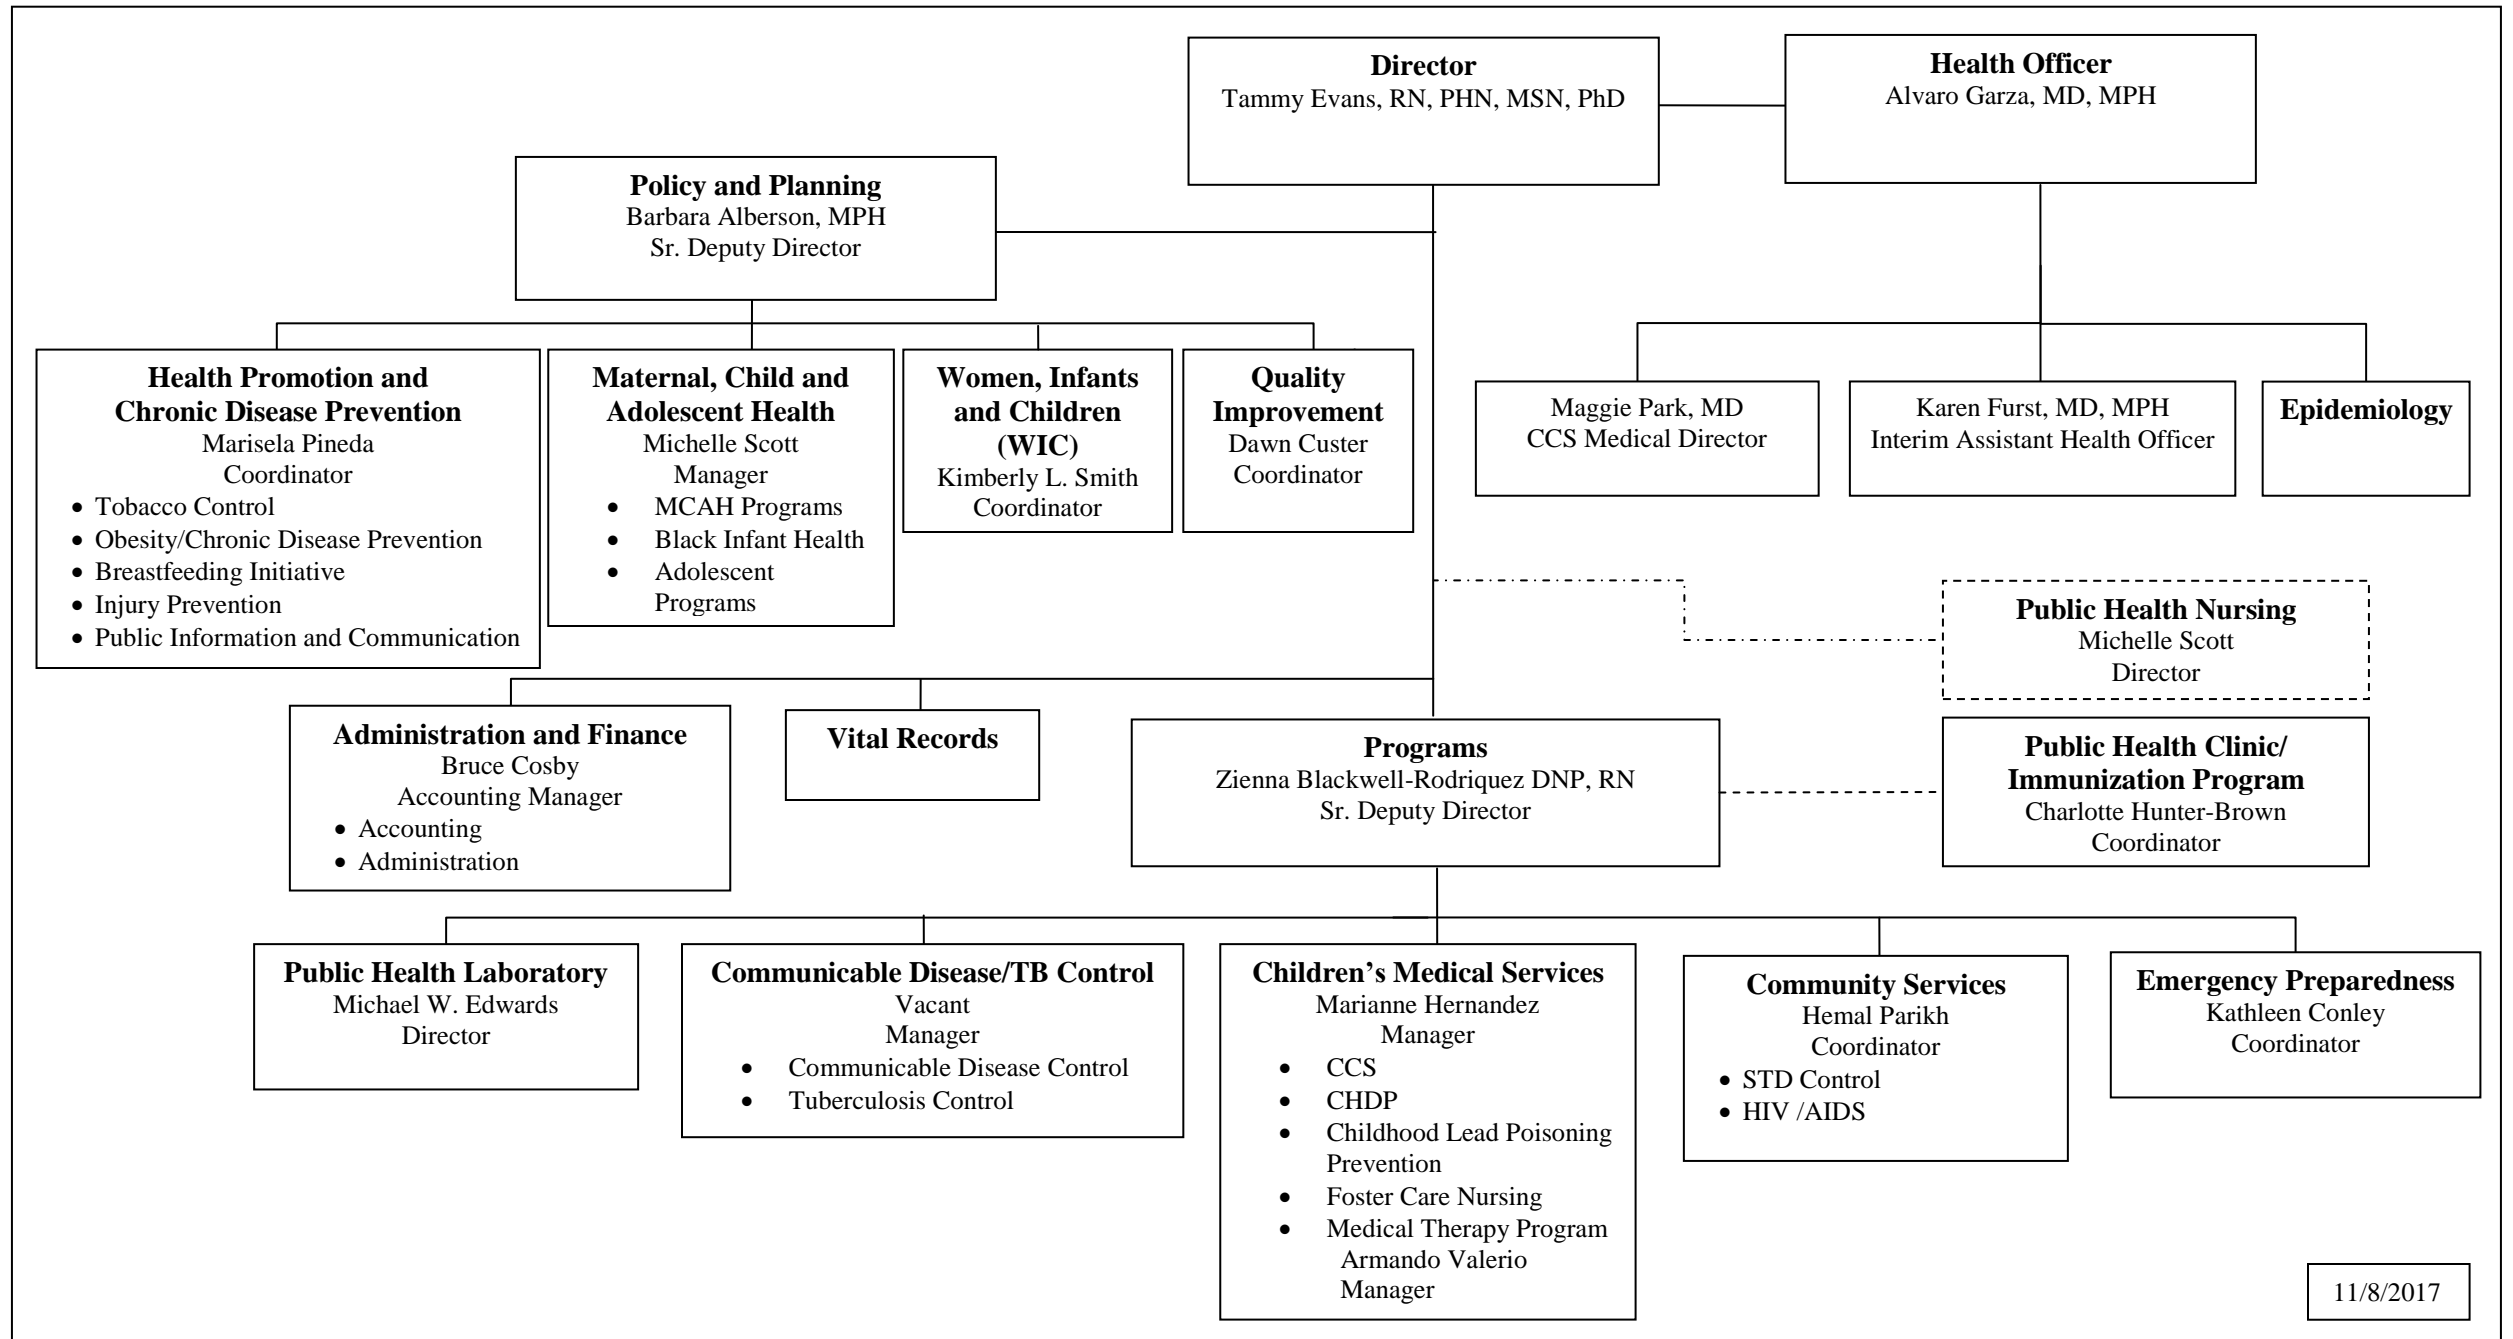 Director
Tammy Evans, RN, PHN, MSN, PhD
Health Officer
Alvaro Garza, MD, MPH
Policy and Planning
Barbara Alberson, MPH
Sr. Deputy Director
Health Promotion and
Chronic Disease Prevention
Marisela Pineda
Coordinator
• Tobacco Control
• Obesity/Chronic Disease Prevention
• Breastfeeding Initiative
• Injury Prevention
• Public Information and Communication
Maternal, Child and
Adolescent Health
Michelle Scott
Manager
• MCAH Programs
• Black Infant Health
• Adolescent
Programs
Women, Infants
and Children
(WIC)
Kimberly L. Smith
Coordinator
Quality
Improvement
Dawn Custer
Coordinator
Maggie Park, MD
CCS Medical Director
Karen Furst, MD, MPH
Interim Assistant Health Officer
Epidemiology
Public Health Nursing
Michelle Scott
Director
Administration and Finance
Bruce Cosby
Accounting Manager
• Accounting
• Administration
Vital Records
Programs
Zienna Blackwell-Rodriquez DNP, RN
Sr. Deputy Director
Public Health Clinic/
Immunization Program
Charlotte Hunter-Brown
Coordinator
Public Health Laboratory
Michael W. Edwards
Director
Communicable Disease/TB Control
Vacant
Manager
• Communicable Disease Control
• Tuberculosis Control
Children’s Medical Services
Marianne Hernandez
Manager
• CCS
• CHDP
• Childhood Lead Poisoning
Prevention
• Foster Care Nursing
• Medical Therapy Program
Armando Valerio
Manager
Community Services
Hemal Parikh
Coordinator
• STD Control
• HIV /AIDS
Emergency Preparedness
Kathleen Conley
Coordinator
11/8/2017